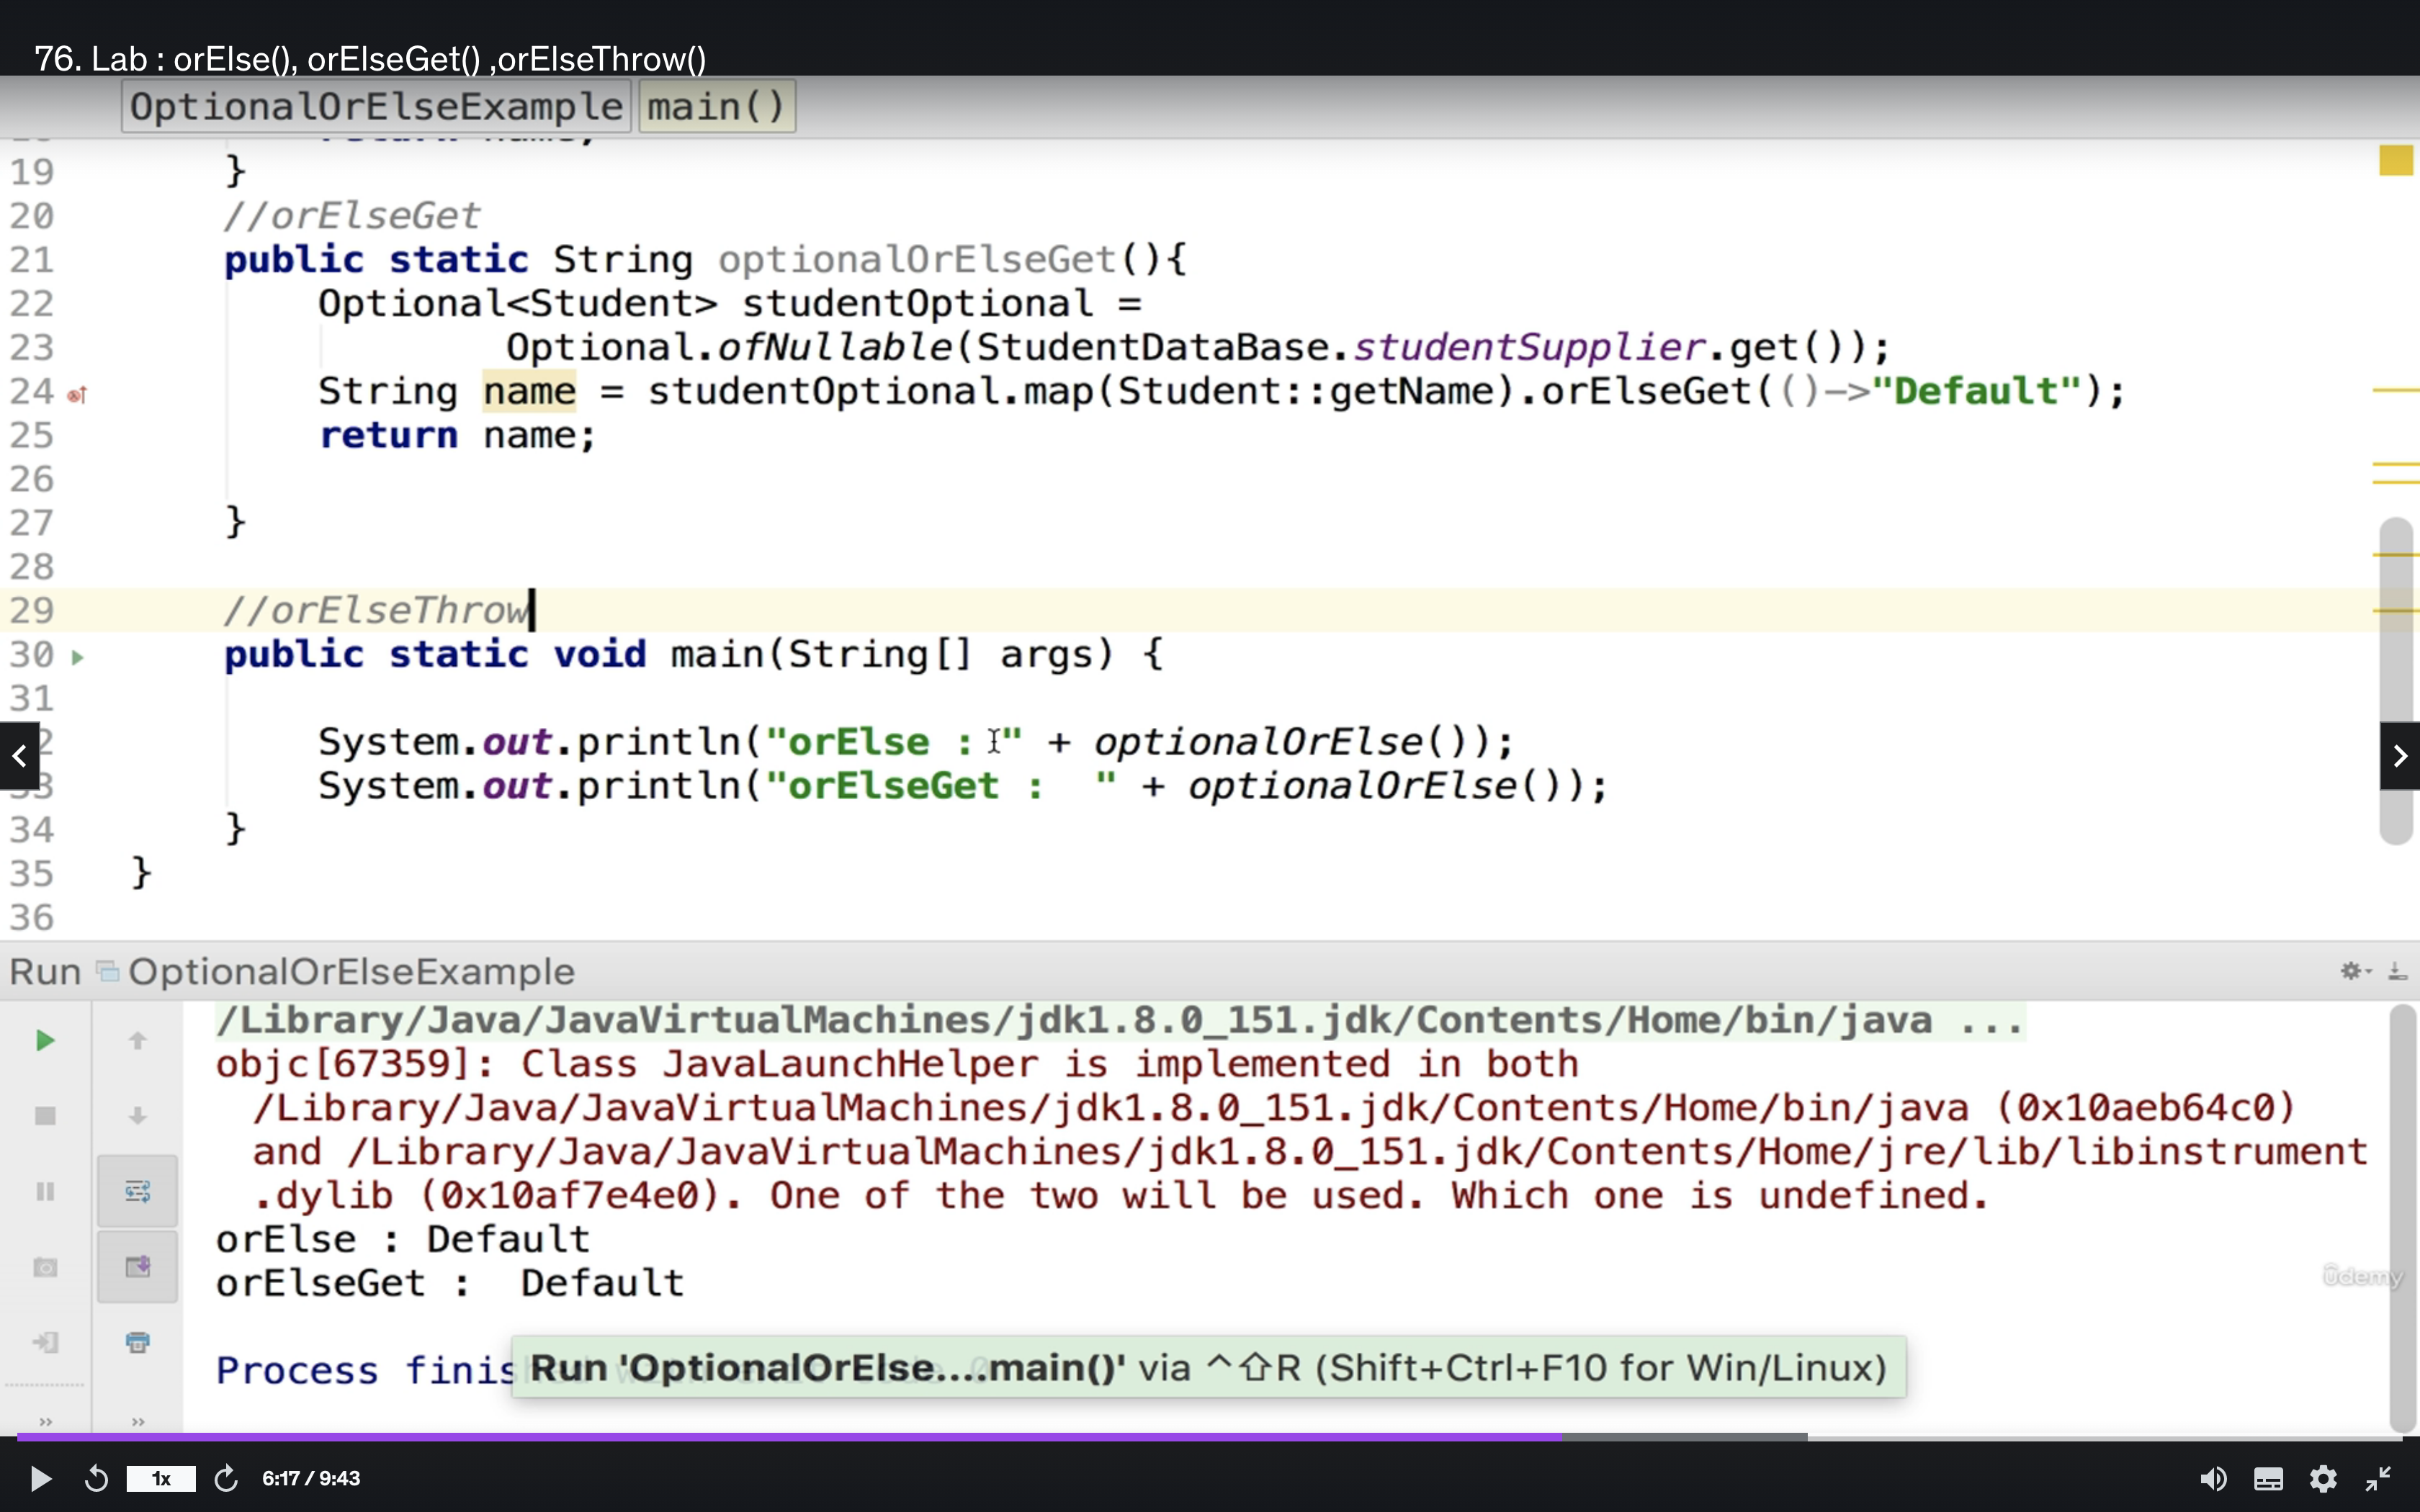 76. Lab : orElse(), orElseGet() ,orElseThrow()
OptionalOrElseExample main()
19 }
20 //orElseGet
21 public static String optionalOrElseGet(){
22 Optional<Student> studentOptional =
23 Optional.ofNullable(StudentDataBase.studentSupplier.get());
24 String name = studentOptional.map(Student::getName).orElseGet(()->"Default");
25 return name;
26
27 }
28
29 //orElseThrow
30 public static void main(String[] args) {
31
2 System.out.println("orElse : " + optionalOrElse());
3 System.out.println("orElseGet :  " + optionalOrElse());
34 }
35 }
36
Run OptionalOrElseExample
/Library/Java/JavaVirtualMachines/jdk1.8.0_151.jdk/Contents/Home/bin/java ...
objc[67359]: Class JavaLaunchHelper is implemented in both
/Library/Java/JavaVirtualMachines/jdk1.8.0_151.jdk/Contents/Home/bin/java (0x10aeb64c0)
and /Library/Java/JavaVirtualMachines/jdk1.8.0_151.jdk/Contents/Home/jre/lib/libinstrument
.dylib (0x10af7e4e0). One of the two will be used. Which one is undefined.
orElse : Default
orElseGet :  Default
udemy
Process finis
Run 'OptionalOrElse....main()' via ^⇧R (Shift+Ctrl+F10 for Win/Linux)
1x 6:17 / 9:43